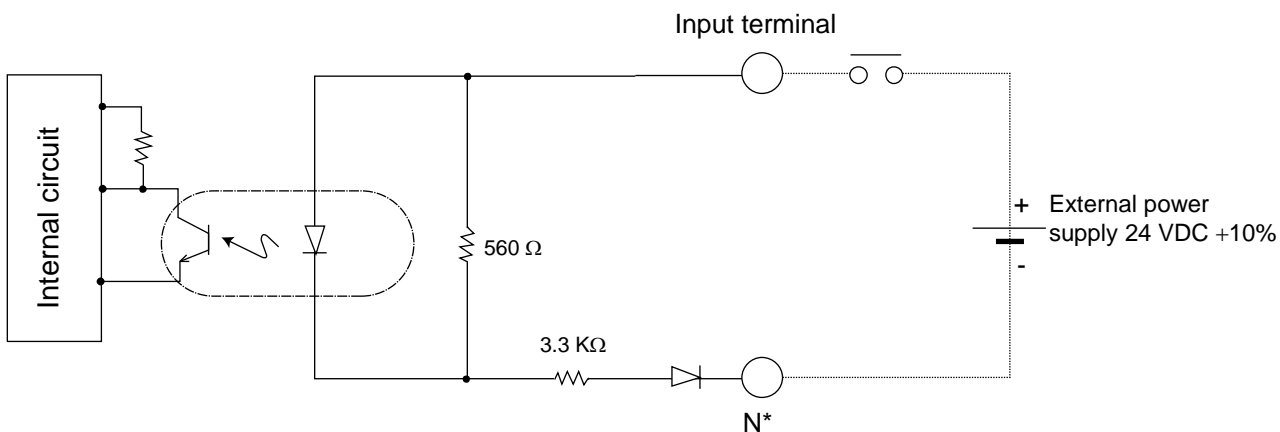 Input terminal
Internal circuit
+ External power
supply 24 VDC +10%
-
560 Ω
3.3 KΩ
N*